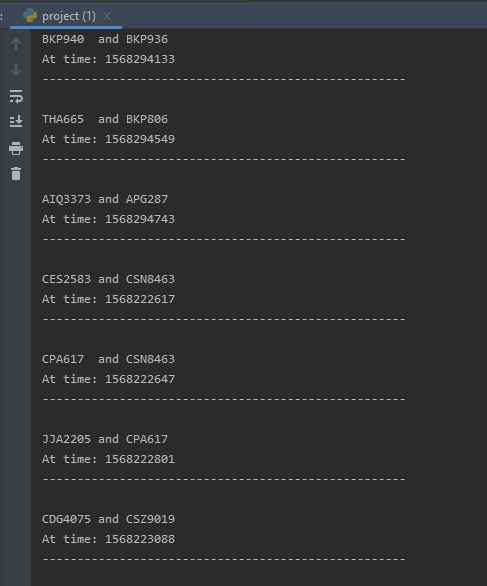 project (1)
BKP940  and BKP936
At time: 1568294133
----------------------------------------------------
THA665  and BKP806
At time: 1568294549
----------------------------------------------------
AIQ3373 and APG287
At time: 1568294743
----------------------------------------------------
CES2583 and CSN8463
At time: 1568222617
----------------------------------------------------
CPA617  and CSN8463
At time: 1568222647
----------------------------------------------------
JJA2205 and CPA617
At time: 1568222801
----------------------------------------------------
CDG4075 and CSZ9019
At time: 1568223088
----------------------------------------------------